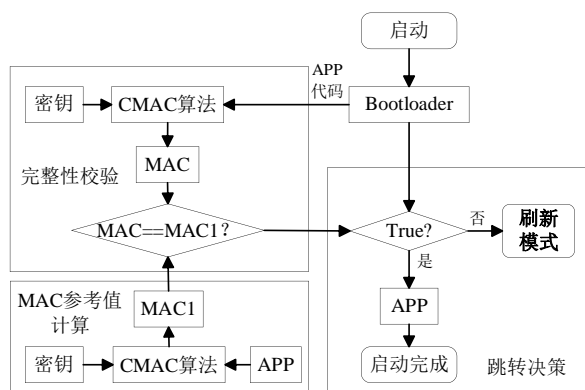 启动
APP
代码
密钥
CMAC算法
Bootloader
MAC
完整性校验
MAC==MAC1?
True?
否
刷新
模式
是
MAC参考值
计算
MAC1
APP
密钥
CMAC算法
APP
启动完成
跳转决策